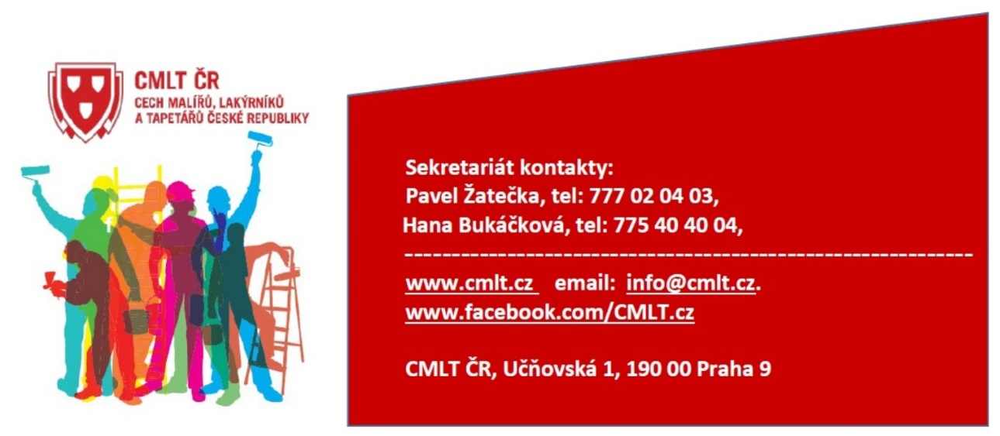 CMLT ČR
CECH MALÍŘŮ, LAKÝRNÍKŮ
A TAPETÁŘŮ ČESKÉ REPUBLIKY
Sekretariát kontakty:
Pavel Žatečka, tel: 777 02 04 03,
Hana Bukáčková, tel: 775 40 40 04,
------------------------------------------------------------
www.cmlt.cz email: info@cmlt.cz.
www.facebook.com/CMLT.cz
CMLT ČR, Učňovská 1, 190 00 Praha 9